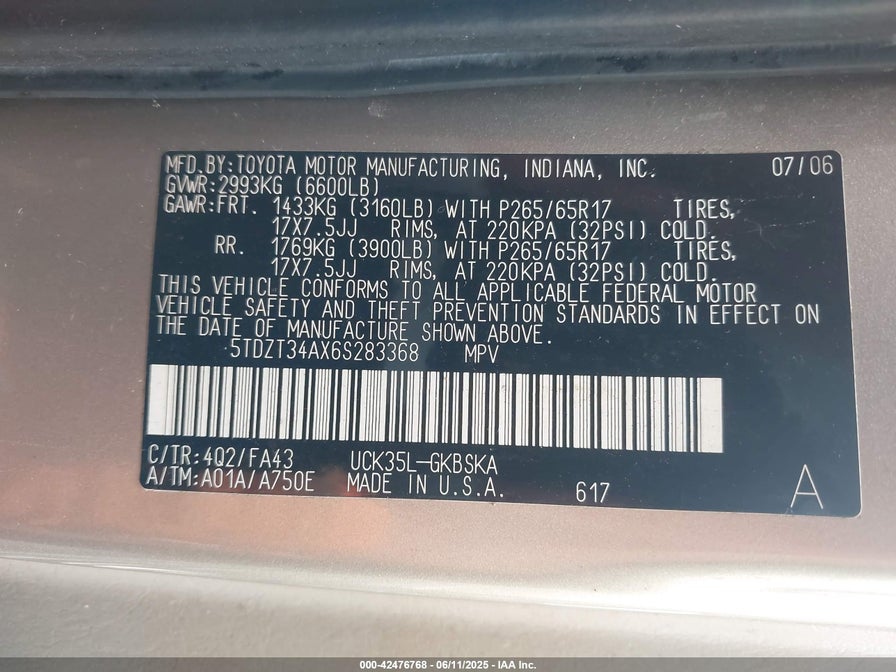 MFD.BY:TOYOTA MOTOR MANUFACTURING, INDIANA, INC. 07/06
GVWR:2993KG (6600LB)
GAWR:FRT. 1433KG (3160LB) WITH P265/65R17 TIRES,
17X7.5JJ RIMS, AT 220KPA (32PSI) COLD.
RR. 1769KG (3900LB) WITH P265/65R17 TIRES,
17X7.5JJ RIMS, AT 220KPA (32PSI) COLD.
THIS VEHICLE CONFORMS TO ALL APPLICABLE FEDERAL MOTOR
VEHICLE SAFETY AND THEFT PREVENTION STANDARDS IN EFFECT ON
THE DATE OF MANUFACTURE SHOWN ABOVE.
5TDZT34AX6S283368 MPV
C/TR:4Q2/FA43 UCK35L-GKBSKA
A/TM:A01A/A750E MADE IN U.S.A. 617 A
000-42476768 - 06/11/2025 - IAA Inc.